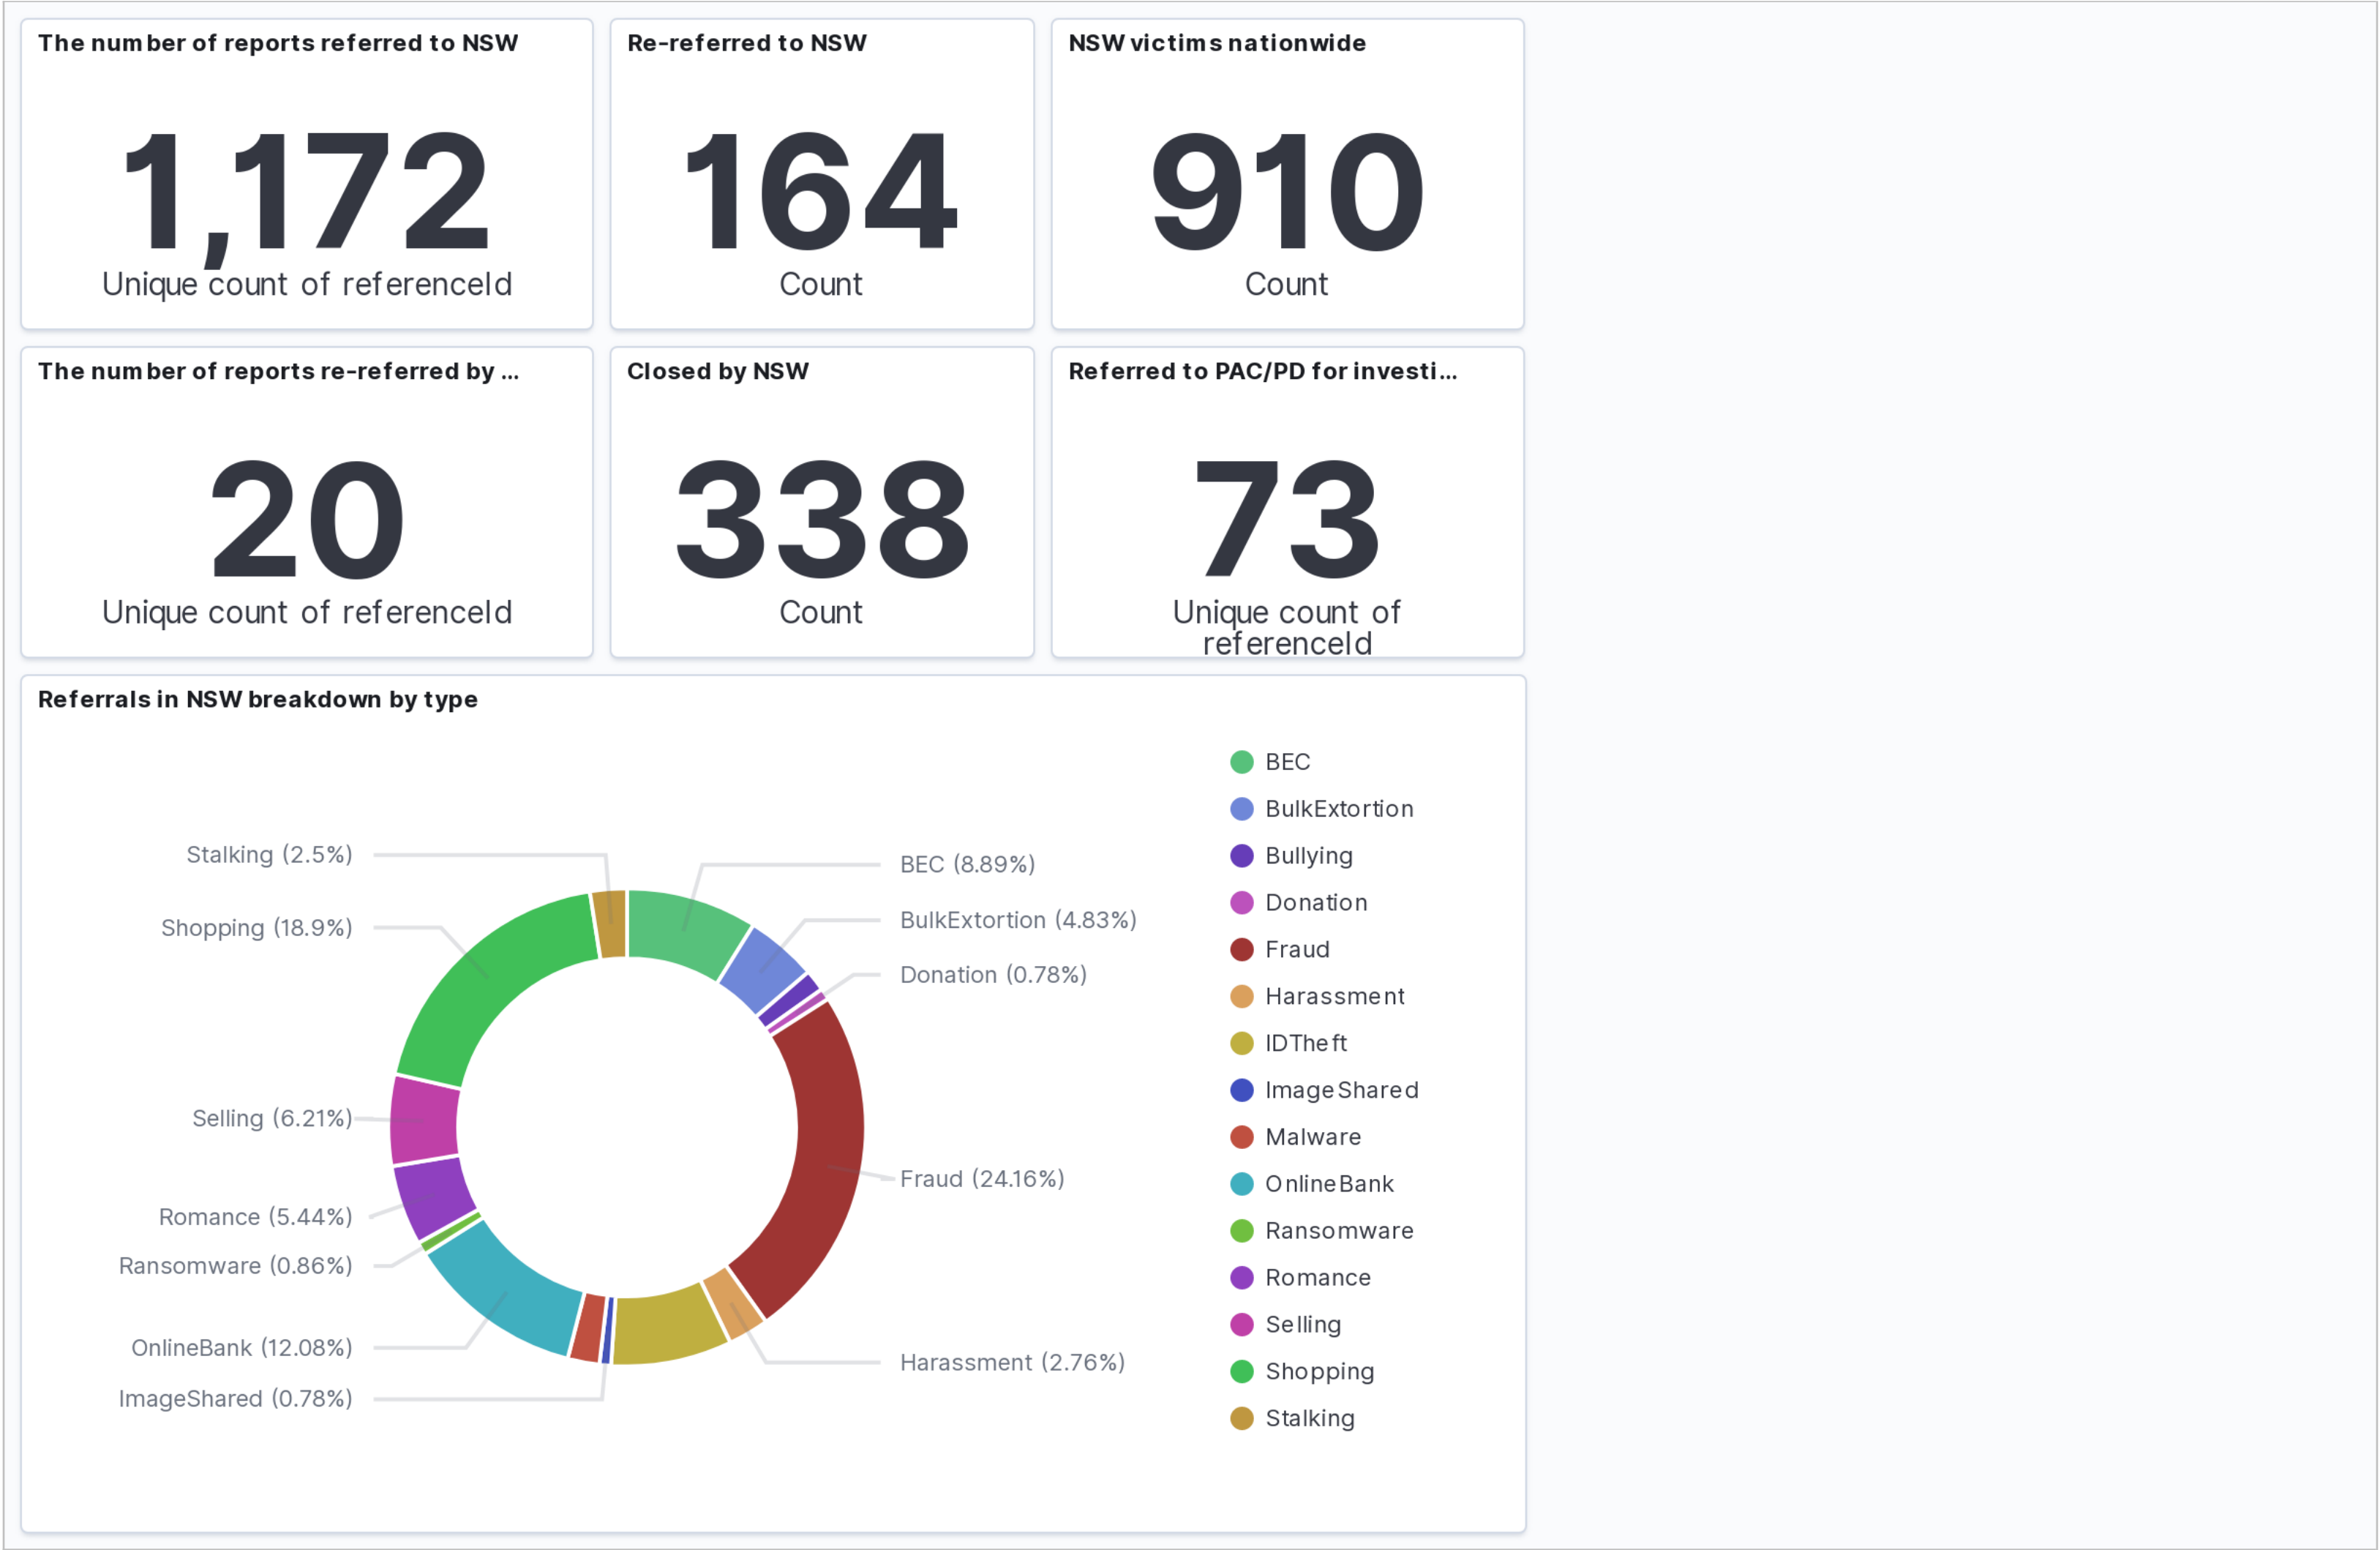 The number of reports referred to NSW
1,172
Unique count of referenceId
Re-referred to NSW
164
Count
NSW victims nationwide
910
Count
The number of reports re-referred by ...
20
Unique count of referenceId
Closed by NSW
338
Count
Referred to PAC/PD for investi...
73
Unique count of
referenceId
Referrals in NSW breakdown by type
Stalking (2.5%)
Shopping (18.9%)
Selling (6.21%)
Romance (5.44%)
Ransomware (0.86%)
OnlineBank (12.08%)
ImageShared (0.78%)
BEC (8.89%)
BulkExtortion (4.83%)
Donation (0.78%)
Fraud (24.16%)
Harassment (2.76%)
BEC
BulkExtortion
Bullying
Donation
Fraud
Harassment
IDTheft
ImageShared
Malware
OnlineBank
Ransomware
Romance
Selling
Shopping
Stalking